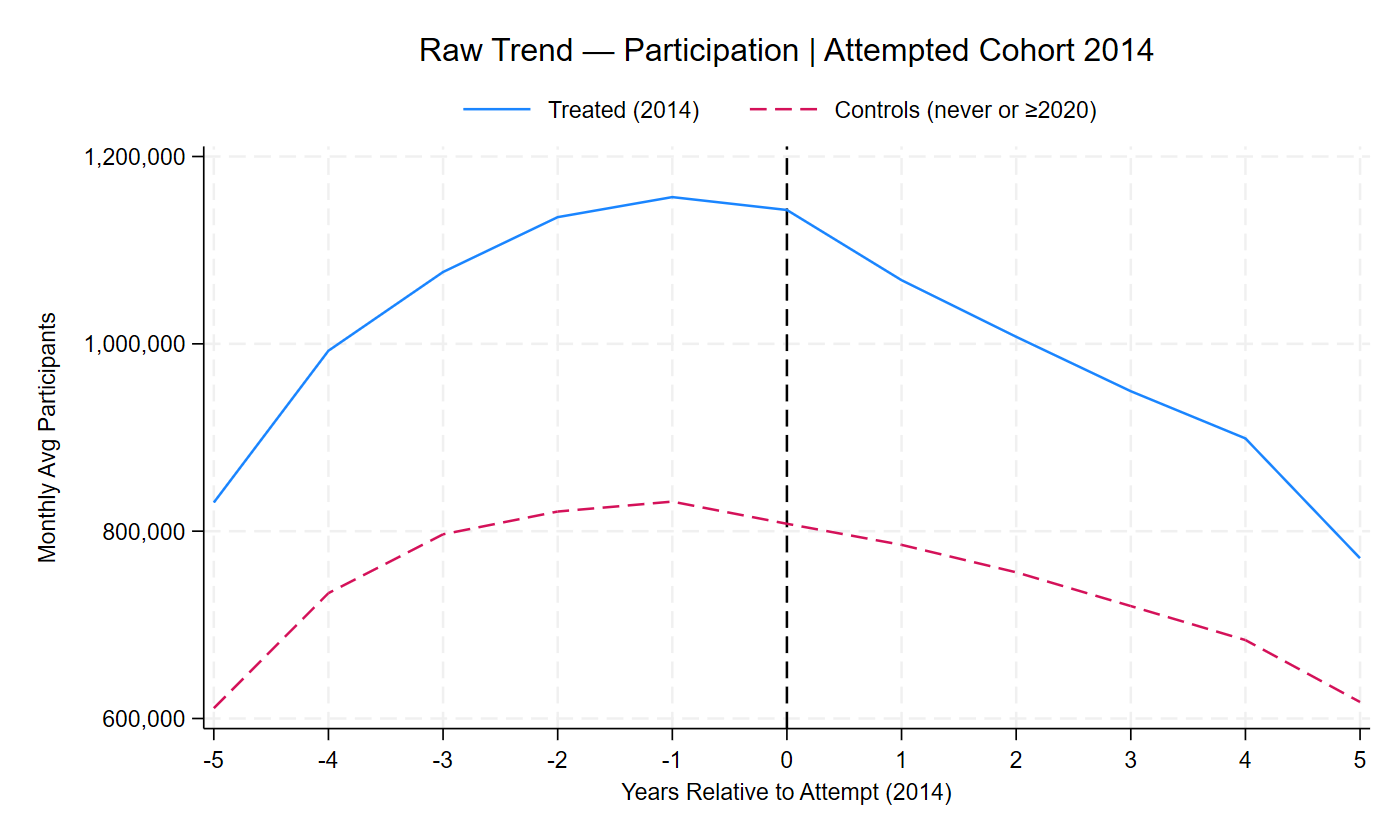 Raw Trend — Participation | Attempted Cohort 2014
Treated (2014)
Controls (never or ≥2020)
Monthly Avg Participants
1,200,000
1,000,000
800,000
600,000
-5 -4 -3 -2 -1 0 1 2 3 4 5
Years Relative to Attempt (2014)